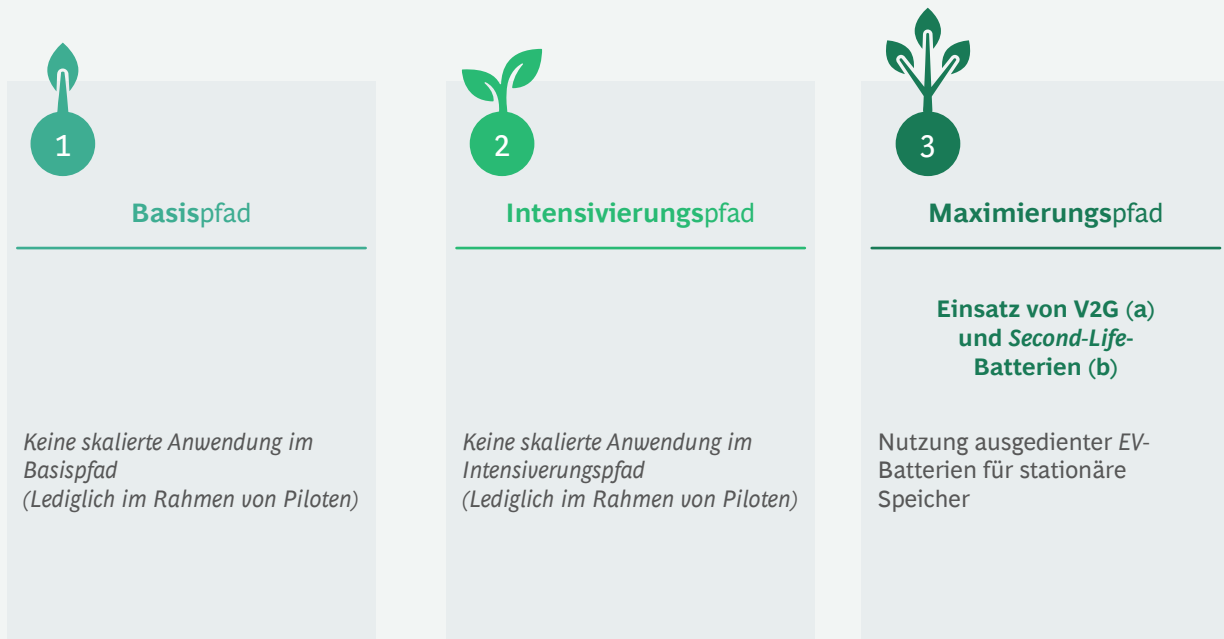 1
Basispfad
Keine skalierte Anwendung im
Basispfad
(Lediglich im Rahmen von Piloten)
2
Intensivierungspfad
Keine skalierte Anwendung im
Intensiverungspfad
(Lediglich im Rahmen von Piloten)
3
Maximierungspfad
Einsatz von V2G (a)
und Second-Life-
Batterien (b)
Nutzung ausgedienter EV-
Batterien für stationäre
Speicher